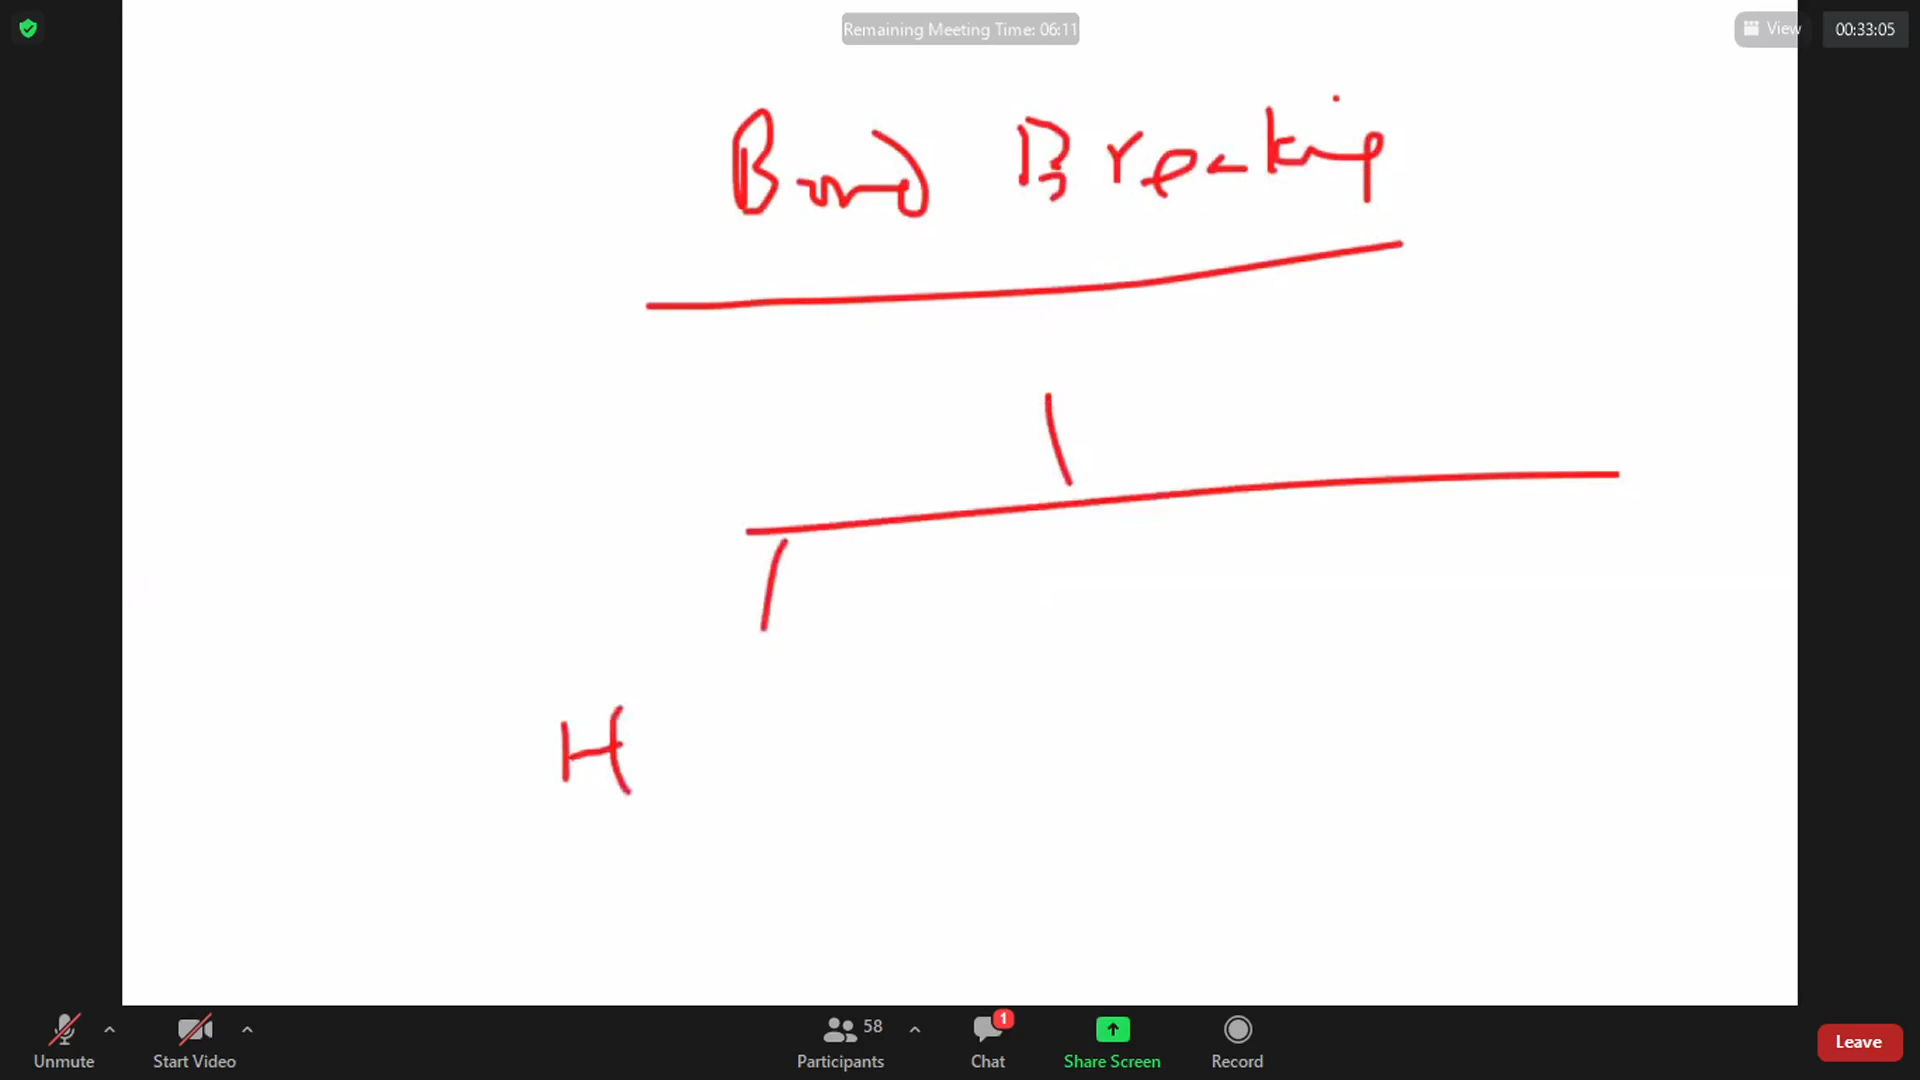 Remaining Meeting Time: 06:11
View
00:33:05
Bond Breaking
H
Unmute
Start Video
58
Participants
1
Chat
Share Screen
Record
Leave